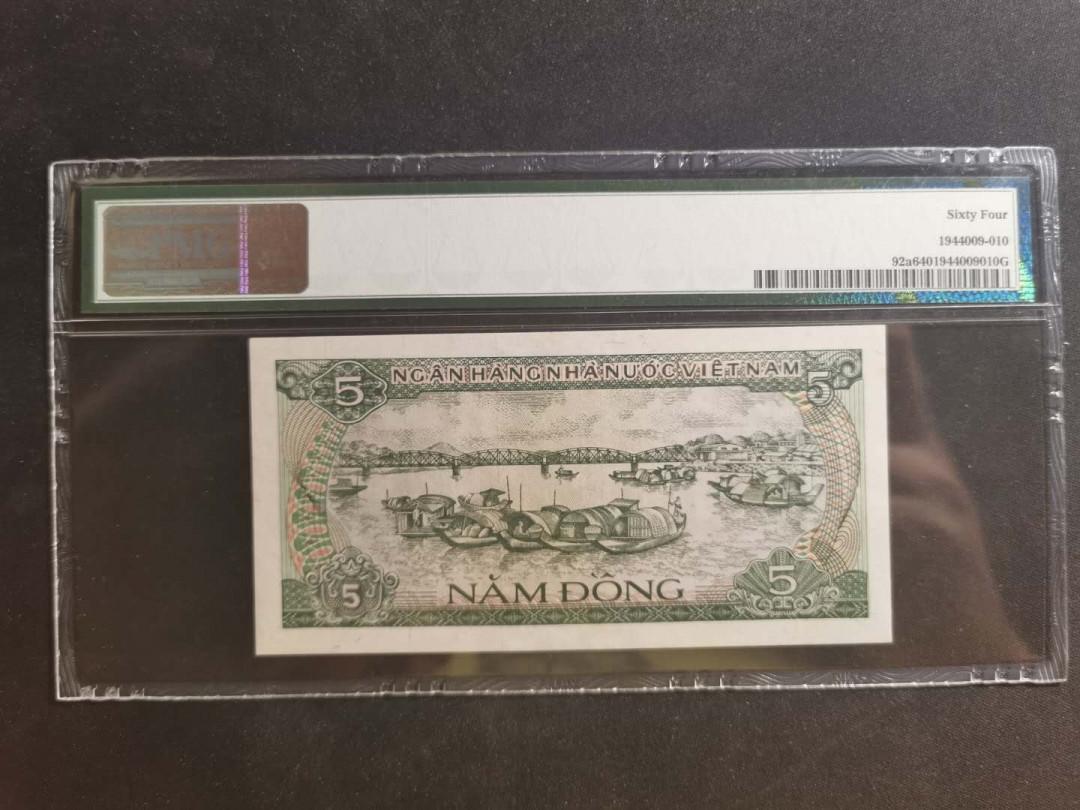 Sixty Four
1944009-010
92a6401944009010G
5 NGÂN HÀNG NHÀ NƯỚC VIỆT NAM 5
5 NĂM ĐỒNG 5